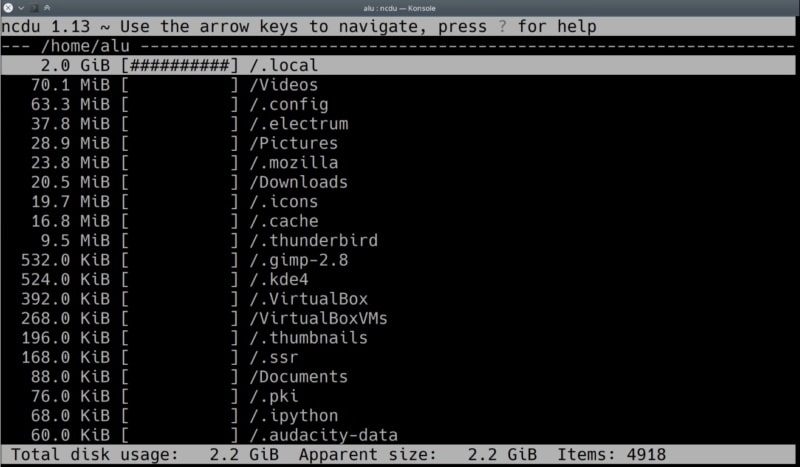 alu : ncdu — Konsole
ncdu 1.13 ~ Use the arrow keys to navigate, press ? for help
--- /home/alu ------------------------------------------------------------------
    2.0 GiB [##########] /.local
   70.1 MiB [          ] /Videos
   63.3 MiB [          ] /.config
   37.8 MiB [          ] /.electrum
   28.9 MiB [          ] /Pictures
   23.8 MiB [          ] /.mozilla
   20.5 MiB [          ] /Downloads
   19.7 MiB [          ] /.icons
   16.8 MiB [          ] /.cache
    9.5 MiB [          ] /.thunderbird
  532.0 KiB [          ] /.gimp-2.8
  524.0 KiB [          ] /.kde4
  392.0 KiB [          ] /.VirtualBox
  268.0 KiB [          ] /VirtualBoxVMs
  196.0 KiB [          ] /.thumbnails
  168.0 KiB [          ] /.ssr
   88.0 KiB [          ] /Documents
   76.0 KiB [          ] /.pki
   68.0 KiB [          ] /.ipython
   60.0 KiB [          ] /.audacity-data
 Total disk usage:   2.2 GiB  Apparent size:   2.2 GiB  Items: 4918